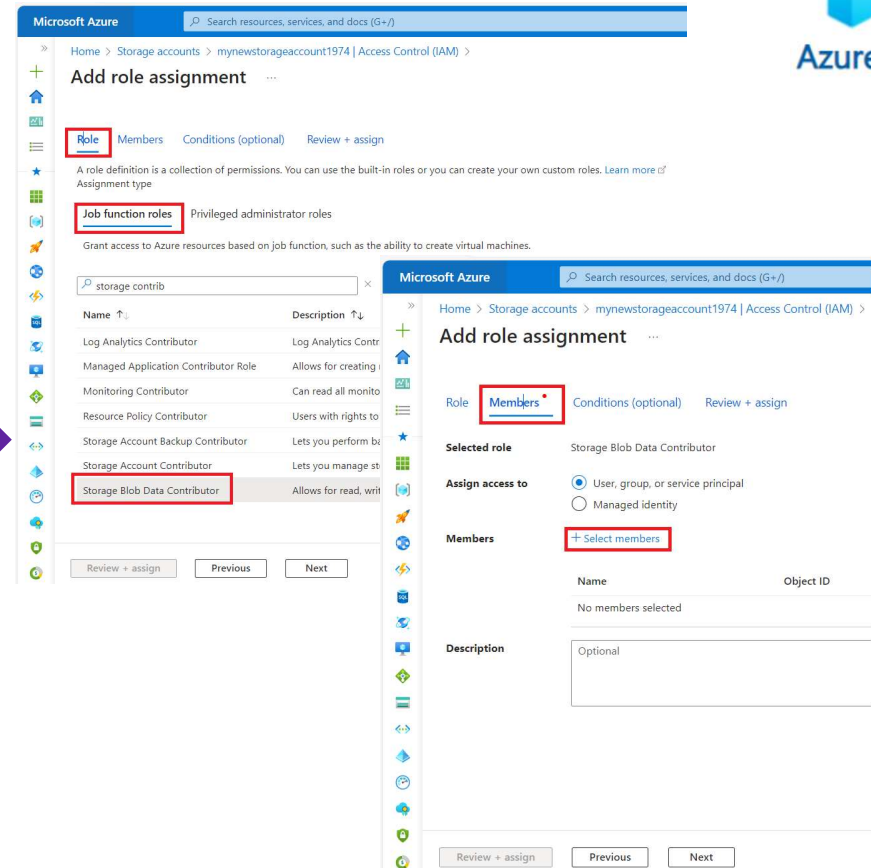 Azure
Microsoft Azure
Search resources, services, and docs (G+/)
Home > Storage accounts > mynewstorageaccount1974 | Access Control (IAM) >
Add role assignment ...
Role Members Conditions (optional) Review + assign
A role definition is a collection of permissions. You can use the built-in roles or you can create your own custom roles. Learn more
Assignment type
Job function roles Privileged administrator roles
Grant access to Azure resources based on job function, such as the ability to create virtual machines.
storage contrib
Name ↑↓ Description ↑↓
Log Analytics Contributor Log Analytics Contr
Managed Application Contributor Role Allows for creating
Monitoring Contributor Can read all monito
Resource Policy Contributor Users with rights to
Storage Account Backup Contributor Lets you perform ba
Storage Account Contributor Lets you manage st
Storage Blob Data Contributor Allows for read, writ
Review + assign Previous Next
Microsoft Azure
Search resources, services, and docs (G+/)
Home > Storage accounts > mynewstorageaccount1974 | Access Control (IAM) >
Add role assignment ...
Role Members Conditions (optional) Review + assign
Selected role Storage Blob Data Contributor
Assign access to User, group, or service principal
Managed identity
Members + Select members
Name Object ID
No members selected
Description Optional
Review + assign Previous Next